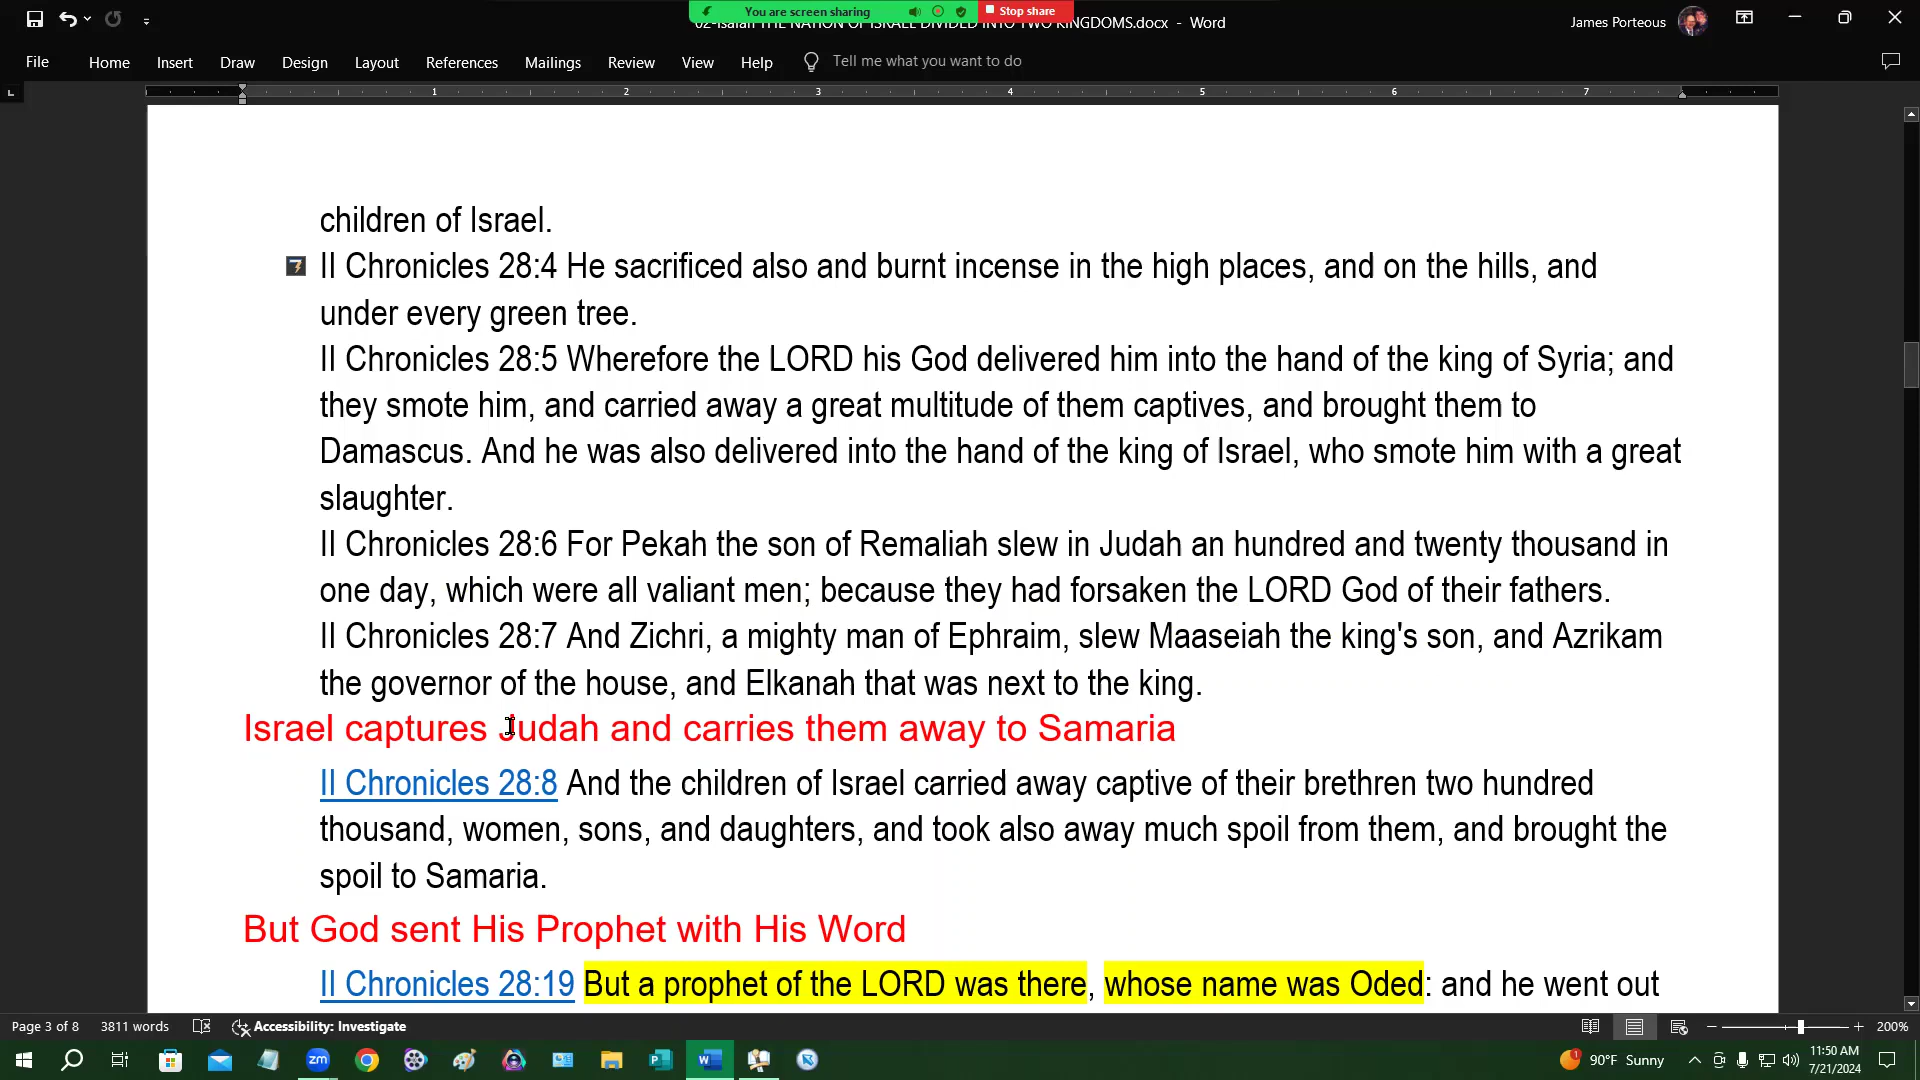 You are screen sharing
Stop share
02-Isaiah THE NATION OF ISRAEL DIVIDED INTO TWO KINGDOMS.docx - Word
James Porteous
File Home Insert Draw Design Layout References Mailings Review View Help Tell me what you want to do
1 2 3 4 5 6 7
children of Israel.
II Chronicles 28:4 He sacrificed also and burnt incense in the high places, and on the hills, and
under every green tree.
II Chronicles 28:5 Wherefore the LORD his God delivered him into the hand of the king of Syria; and
they smote him, and carried away a great multitude of them captives, and brought them to
Damascus. And he was also delivered into the hand of the king of Israel, who smote him with a great
slaughter.
II Chronicles 28:6 For Pekah the son of Remaliah slew in Judah an hundred and twenty thousand in
one day, which were all valiant men; because they had forsaken the LORD God of their fathers.
II Chronicles 28:7 And Zichri, a mighty man of Ephraim, slew Maaseiah the king's son, and Azrikam
the governor of the house, and Elkanah that was next to the king.
Israel captures Judah and carries them away to Samaria
II Chronicles 28:8 And the children of Israel carried away captive of their brethren two hundred
thousand, women, sons, and daughters, and took also away much spoil from them, and brought the
spoil to Samaria.
But God sent His Prophet with His Word
II Chronicles 28:19 But a prophet of the LORD was there, whose name was Oded: and he went out
Page 3 of 8 3811 words Accessibility: Investigate 200%
zm P W 1 90°F Sunny 11:50 AM
7/21/2024